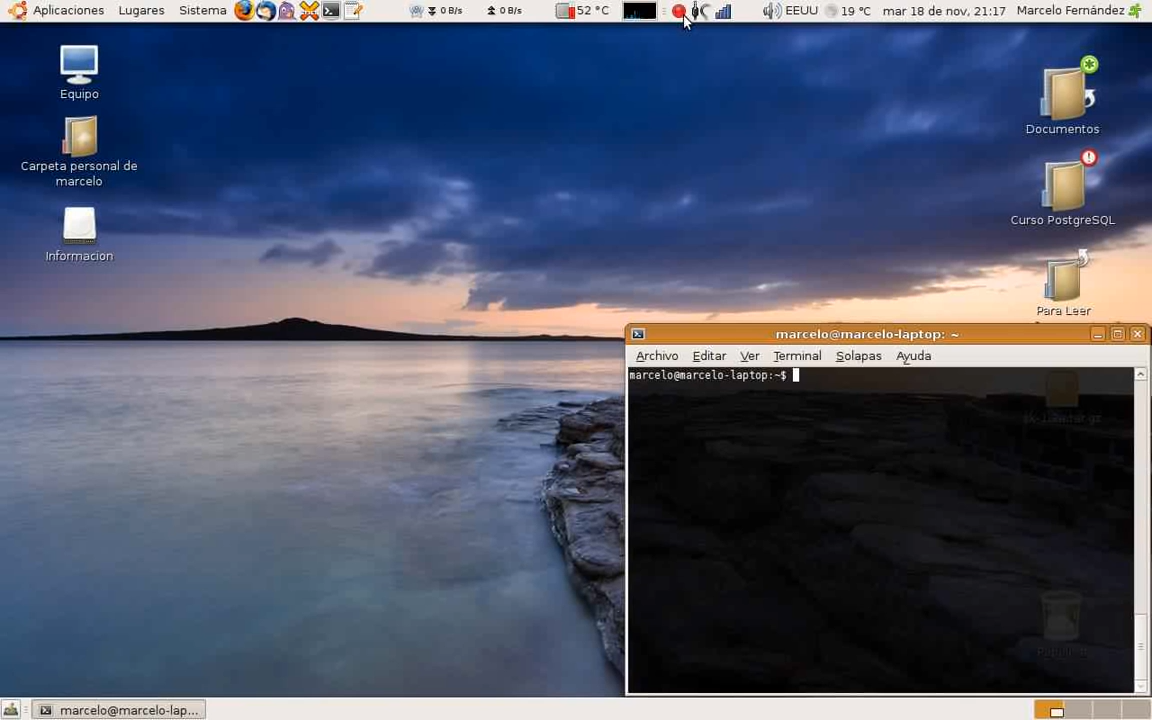 Aplicaciones Lugares Sistema 0 B/s 0 B/s 52 °C EEUU 19 °C mar 18 de nov, 21:17 Marcelo Fernández
Equipo
Carpeta personal de
marcelo
Informacion
Documentos
Curso PostgreSQL
Para Leer
marcelo@marcelo-laptop: ~
Archivo Editar Ver Terminal Solapas Ayuda
marcelo@marcelo-laptop:~$
marcelo@marcelo-lap...